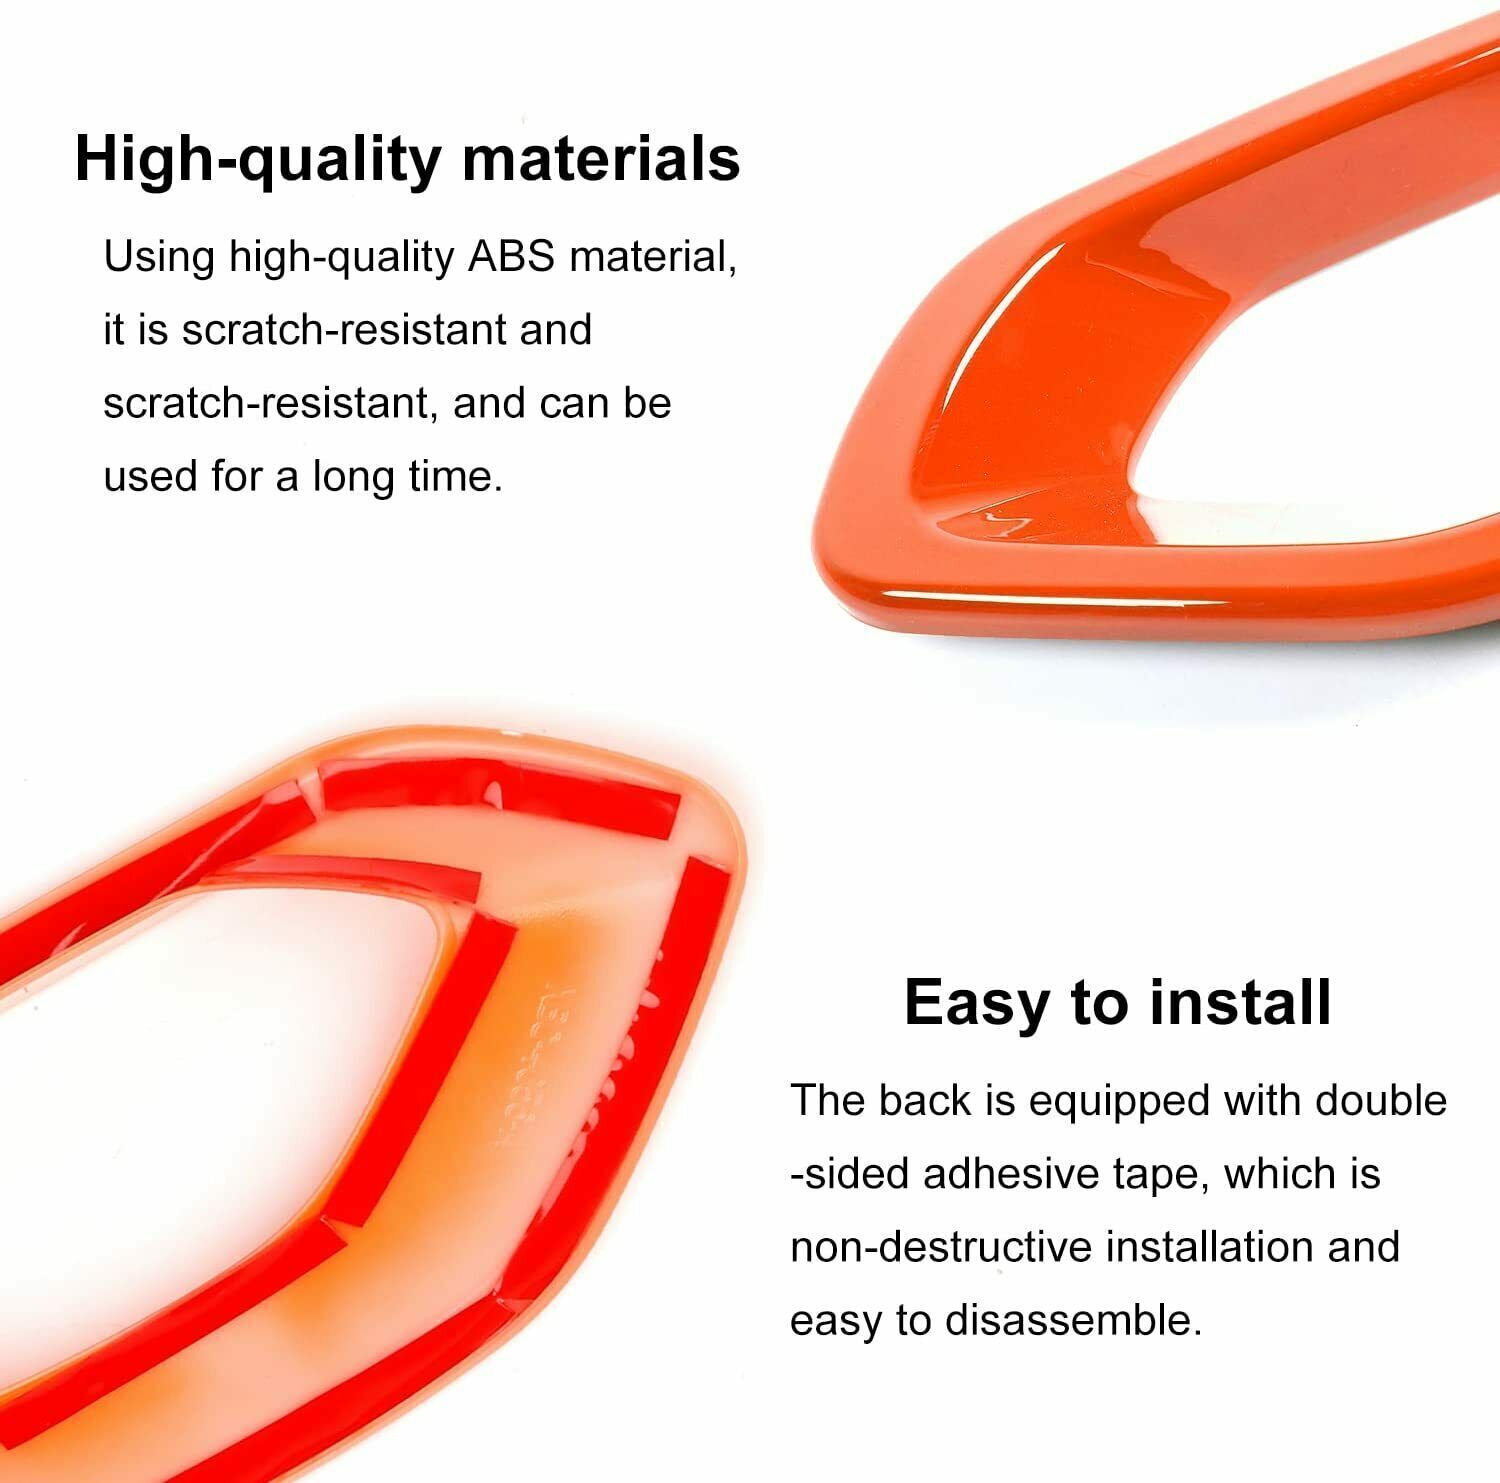 High-quality materials
Using high-quality ABS material,
it is scratch-resistant and
scratch-resistant, and can be
used for a long time.
Easy to install
The back is equipped with double
-sided adhesive tape, which is
non-destructive installation and
easy to disassemble.